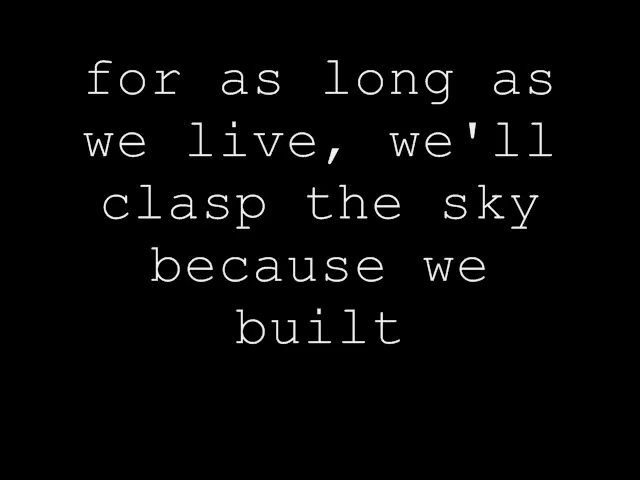 for as long as
we live, we'll
clasp the sky
because we
built